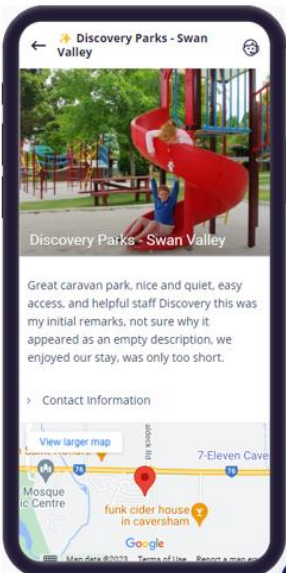 Discovery Parks - Swan
Valley
Discovery Parks - Swan Valley
Great caravan park, nice and quiet, easy
access, and helpful staff Discovery this was
my initial remarks, not sure why it
appeared as an empty description, we
enjoyed our stay, was only too short.
Contact Information
View larger map
76
7-Eleven Cave
76
Mosque
ic Centre
funk cider house
in caversham
Google
Map data ©2023 Terms of Use Report a map